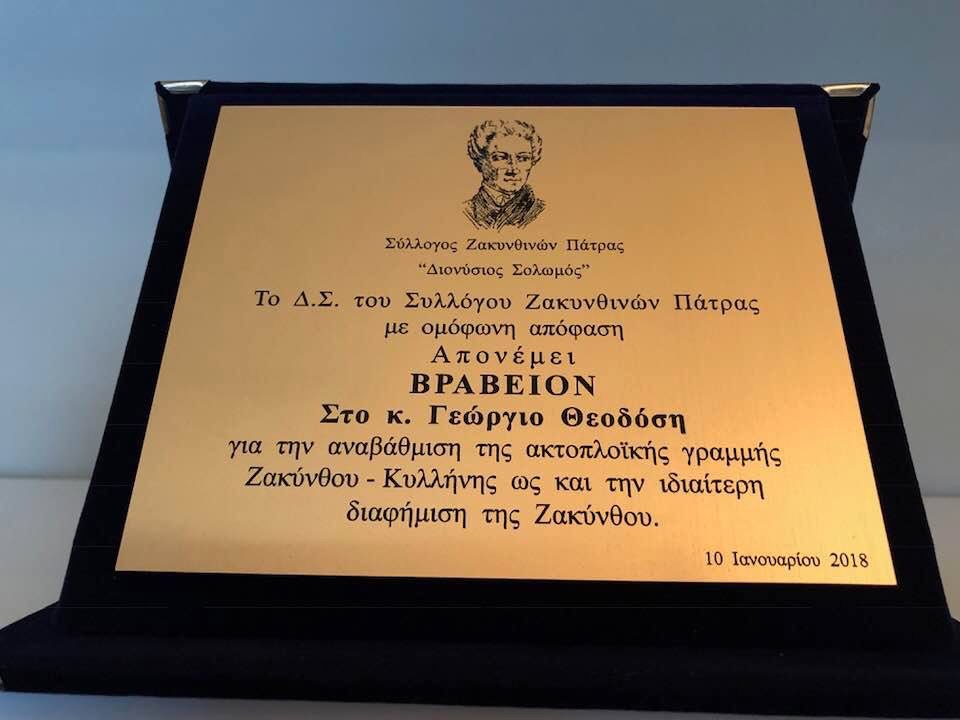 Σύλλογος Ζακυνθινών Πάτρας
“Διονύσιος Σολωμός”
Το Δ.Σ. του Συλλόγου Ζακυνθινών Πάτρας
με ομόφωνη απόφαση
Απονέμει
ΒΡΑΒΕΙΟΝ
Στο κ. Γεώργιο Θεοδόση
για την αναβάθμιση της ακτοπλοϊκής γραμμής
Ζακύνθου - Κυλλήνης ως και την ιδιαίτερη
διαφήμιση της Ζακύνθου.
10 Ιανουαρίου 2018